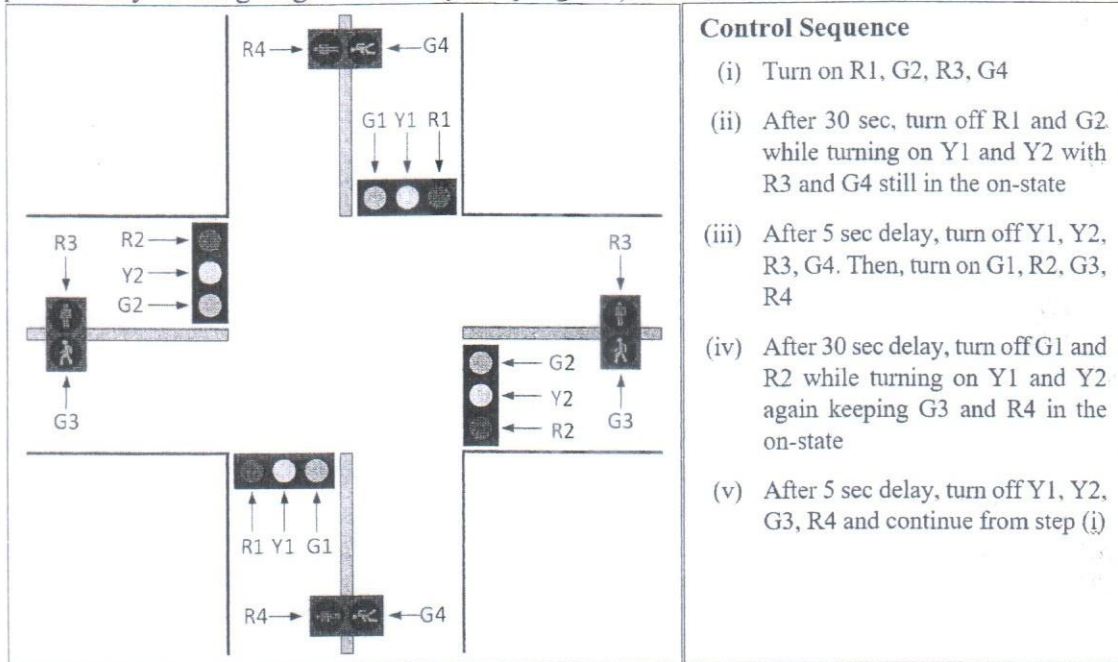 R4
G4
G1 Y1 R1
R3
R2
Y2
G2
G3
R3
G2
Y2
R2
G3
R1 Y1 G1
R4
G4
Control Sequence
(i) Turn on R1, G2, R3, G4
(ii) After 30 sec, turn off R1 and G2
while turning on Y1 and Y2 with
R3 and G4 still in the on-state
(iii) After 5 sec delay, turn off Y1, Y2,
R3, G4. Then, turn on G1, R2, G3,
R4
(iv) After 30 sec delay, turn off G1 and
R2 while turning on Y1 and Y2
again keeping G3 and R4 in the
on-state
(v) After 5 sec delay, turn off Y1, Y2,
G3, R4 and continue from step (i)